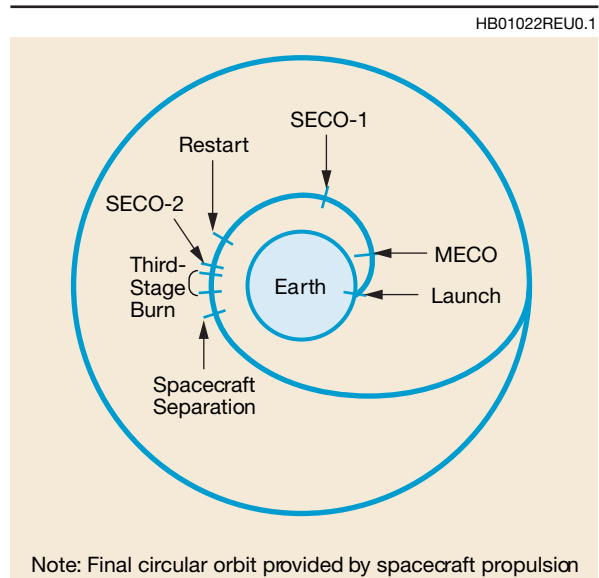 HB01022REU0.1
SECO-1
Restart
SECO-2
MECO
Third-
Stage
Burn
Earth
Launch
Spacecraft
Separation
Note: Final circular orbit provided by spacecraft propulsion